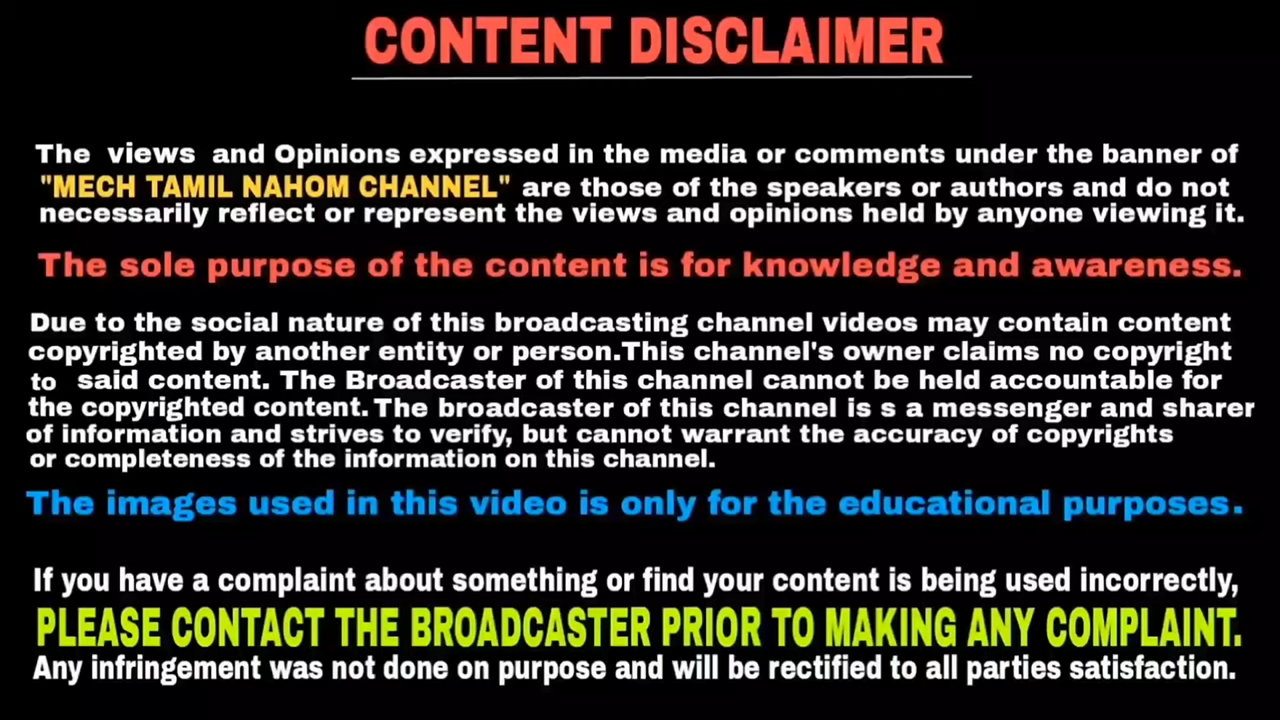 CONTENT DISCLAIMER
The views and Opinions expressed in the media or comments under the banner of
"MECH TAMIL NAHOM CHANNEL" are those of the speakers or authors and do not
necessarily reflect or represent the views and opinions held by anyone viewing it.
The sole purpose of the content is for knowledge and awareness.
Due to the social nature of this broadcasting channel videos may contain content
copyrighted by another entity or person.This channel's owner claims no copyright
to said content. The Broadcaster of this channel cannot be held accountable for
the copyrighted content. The broadcaster of this channel is s a messenger and sharer
of information and strives to verify, but cannot warrant the accuracy of copyrights
or completeness of the information on this channel.
The images used in this video is only for the educational purposes.
If you have a complaint about something or find your content is being used incorrectly,
PLEASE CONTACT THE BROADCASTER PRIOR TO MAKING ANY COMPLAINT.
Any infringement was not done on purpose and will be rectified to all parties satisfaction.